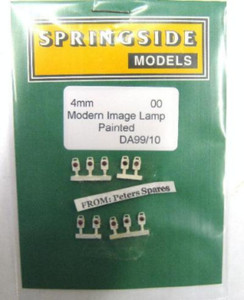 SPRINGSIDE
MODELS
4mm 00
Modern Image Lamp
Painted
DA99/10
FROM: Peters Spares